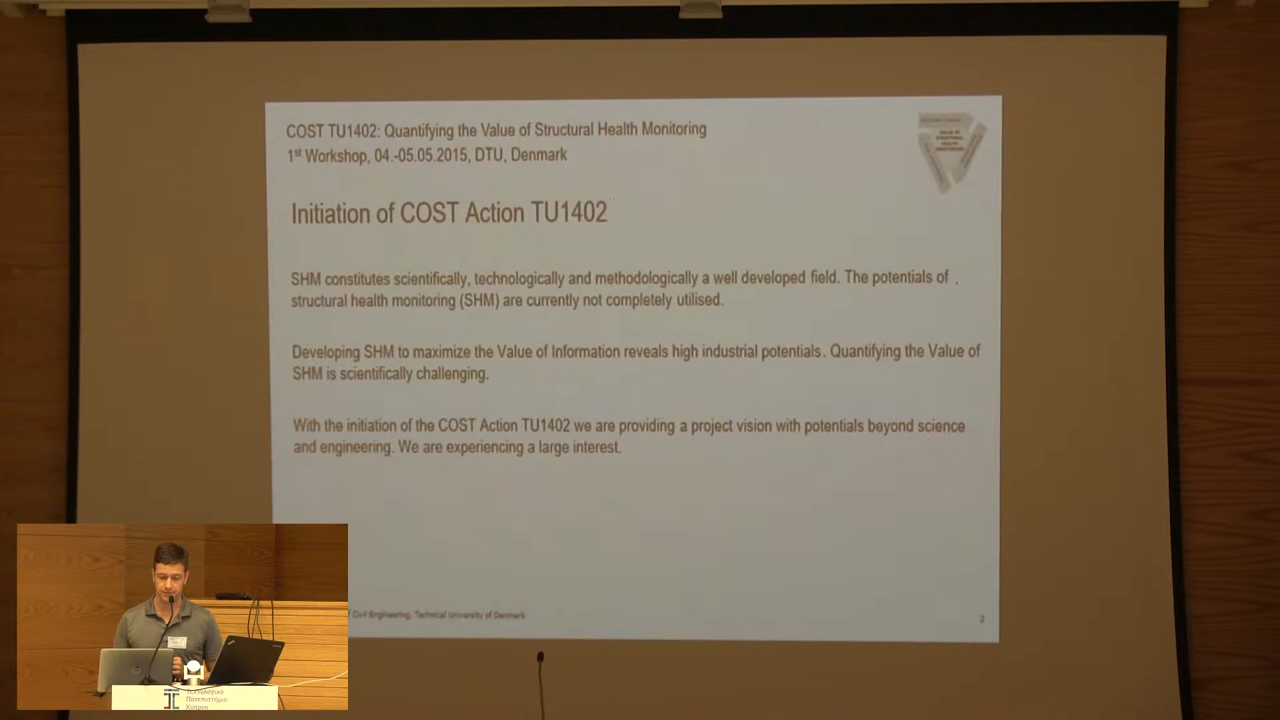 COST TU1402: Quantifying the Value of Structural Health Monitoring
1st Workshop, 04.-05.05.2015, DTU, Denmark
Initiation of COST Action TU1402
SHM constitutes scientifically, technologically and methodologically a well developed field. The potentials of
structural health monitoring (SHM) are currently not completely utilised.
Developing SHM to maximize the Value of Information reveals high industrial potentials. Quantifying the Value of
SHM is scientifically challenging.
With the initiation of the COST Action TU1402 we are providing a project vision with potentials beyond science
and engineering. We are experiencing a large interest.
Civil Engineering, Technical University of Denmark
2
Τεχνολογικό
Πανεπιστήμιο
Κύπρου